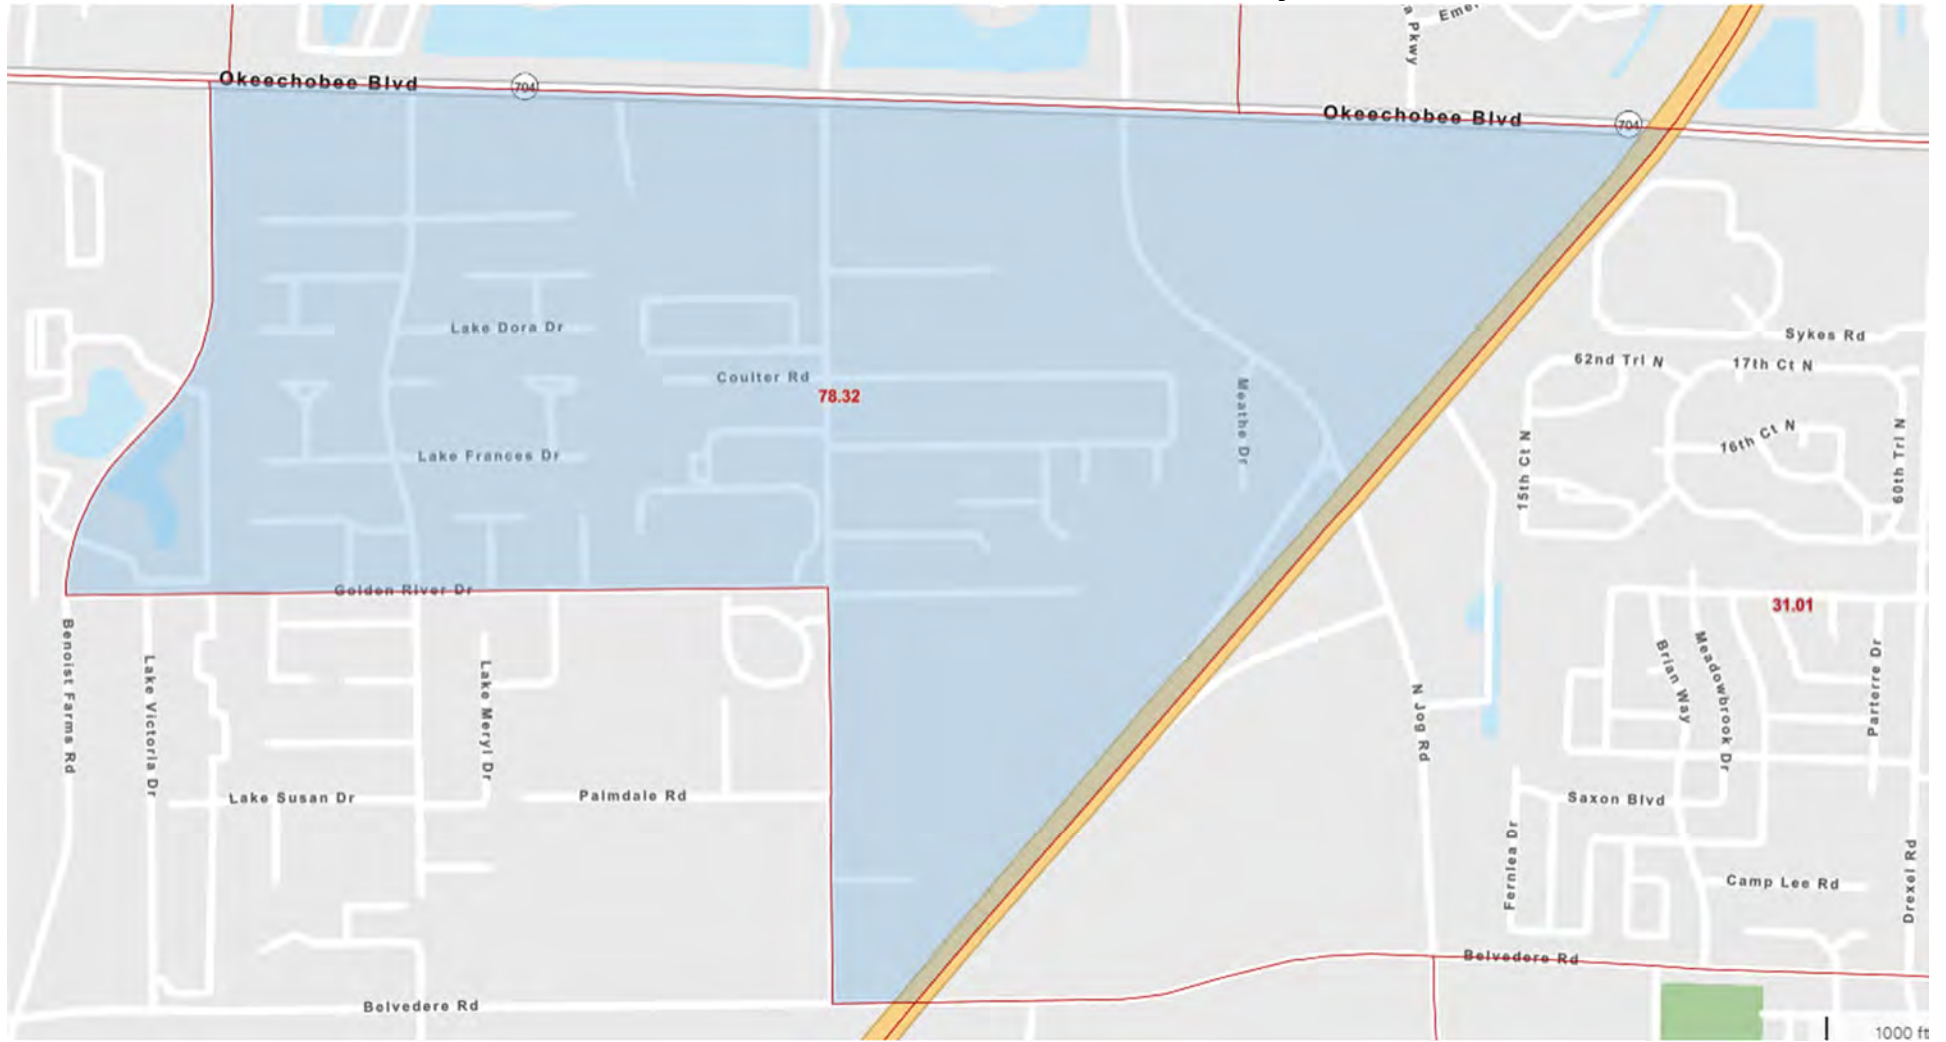 a Pkwy
Okeechobee Blvd
704
Okeechobee Blvd
704
Lake Dora Dr
Sykes Rd
62nd Trl N
17th Ct N
Coulter Rd
78.32
Meathe Dr
15th Ct N
16th Ct N
60th Trl N
Lake Frances Dr
Golden River Dr
31.01
Benoist Farms Rd
Lake Victoria Dr
Lake Meryl Dr
N Jog Rd
Brian Way
Meadowbrook Dr
Parterre Dr
Lake Susan Dr
Palmdale Rd
Saxon Blvd
Fernlea Dr
Camp Lee Rd
Drexel Rd
Belvedere Rd
Belvedere Rd
1000 ft